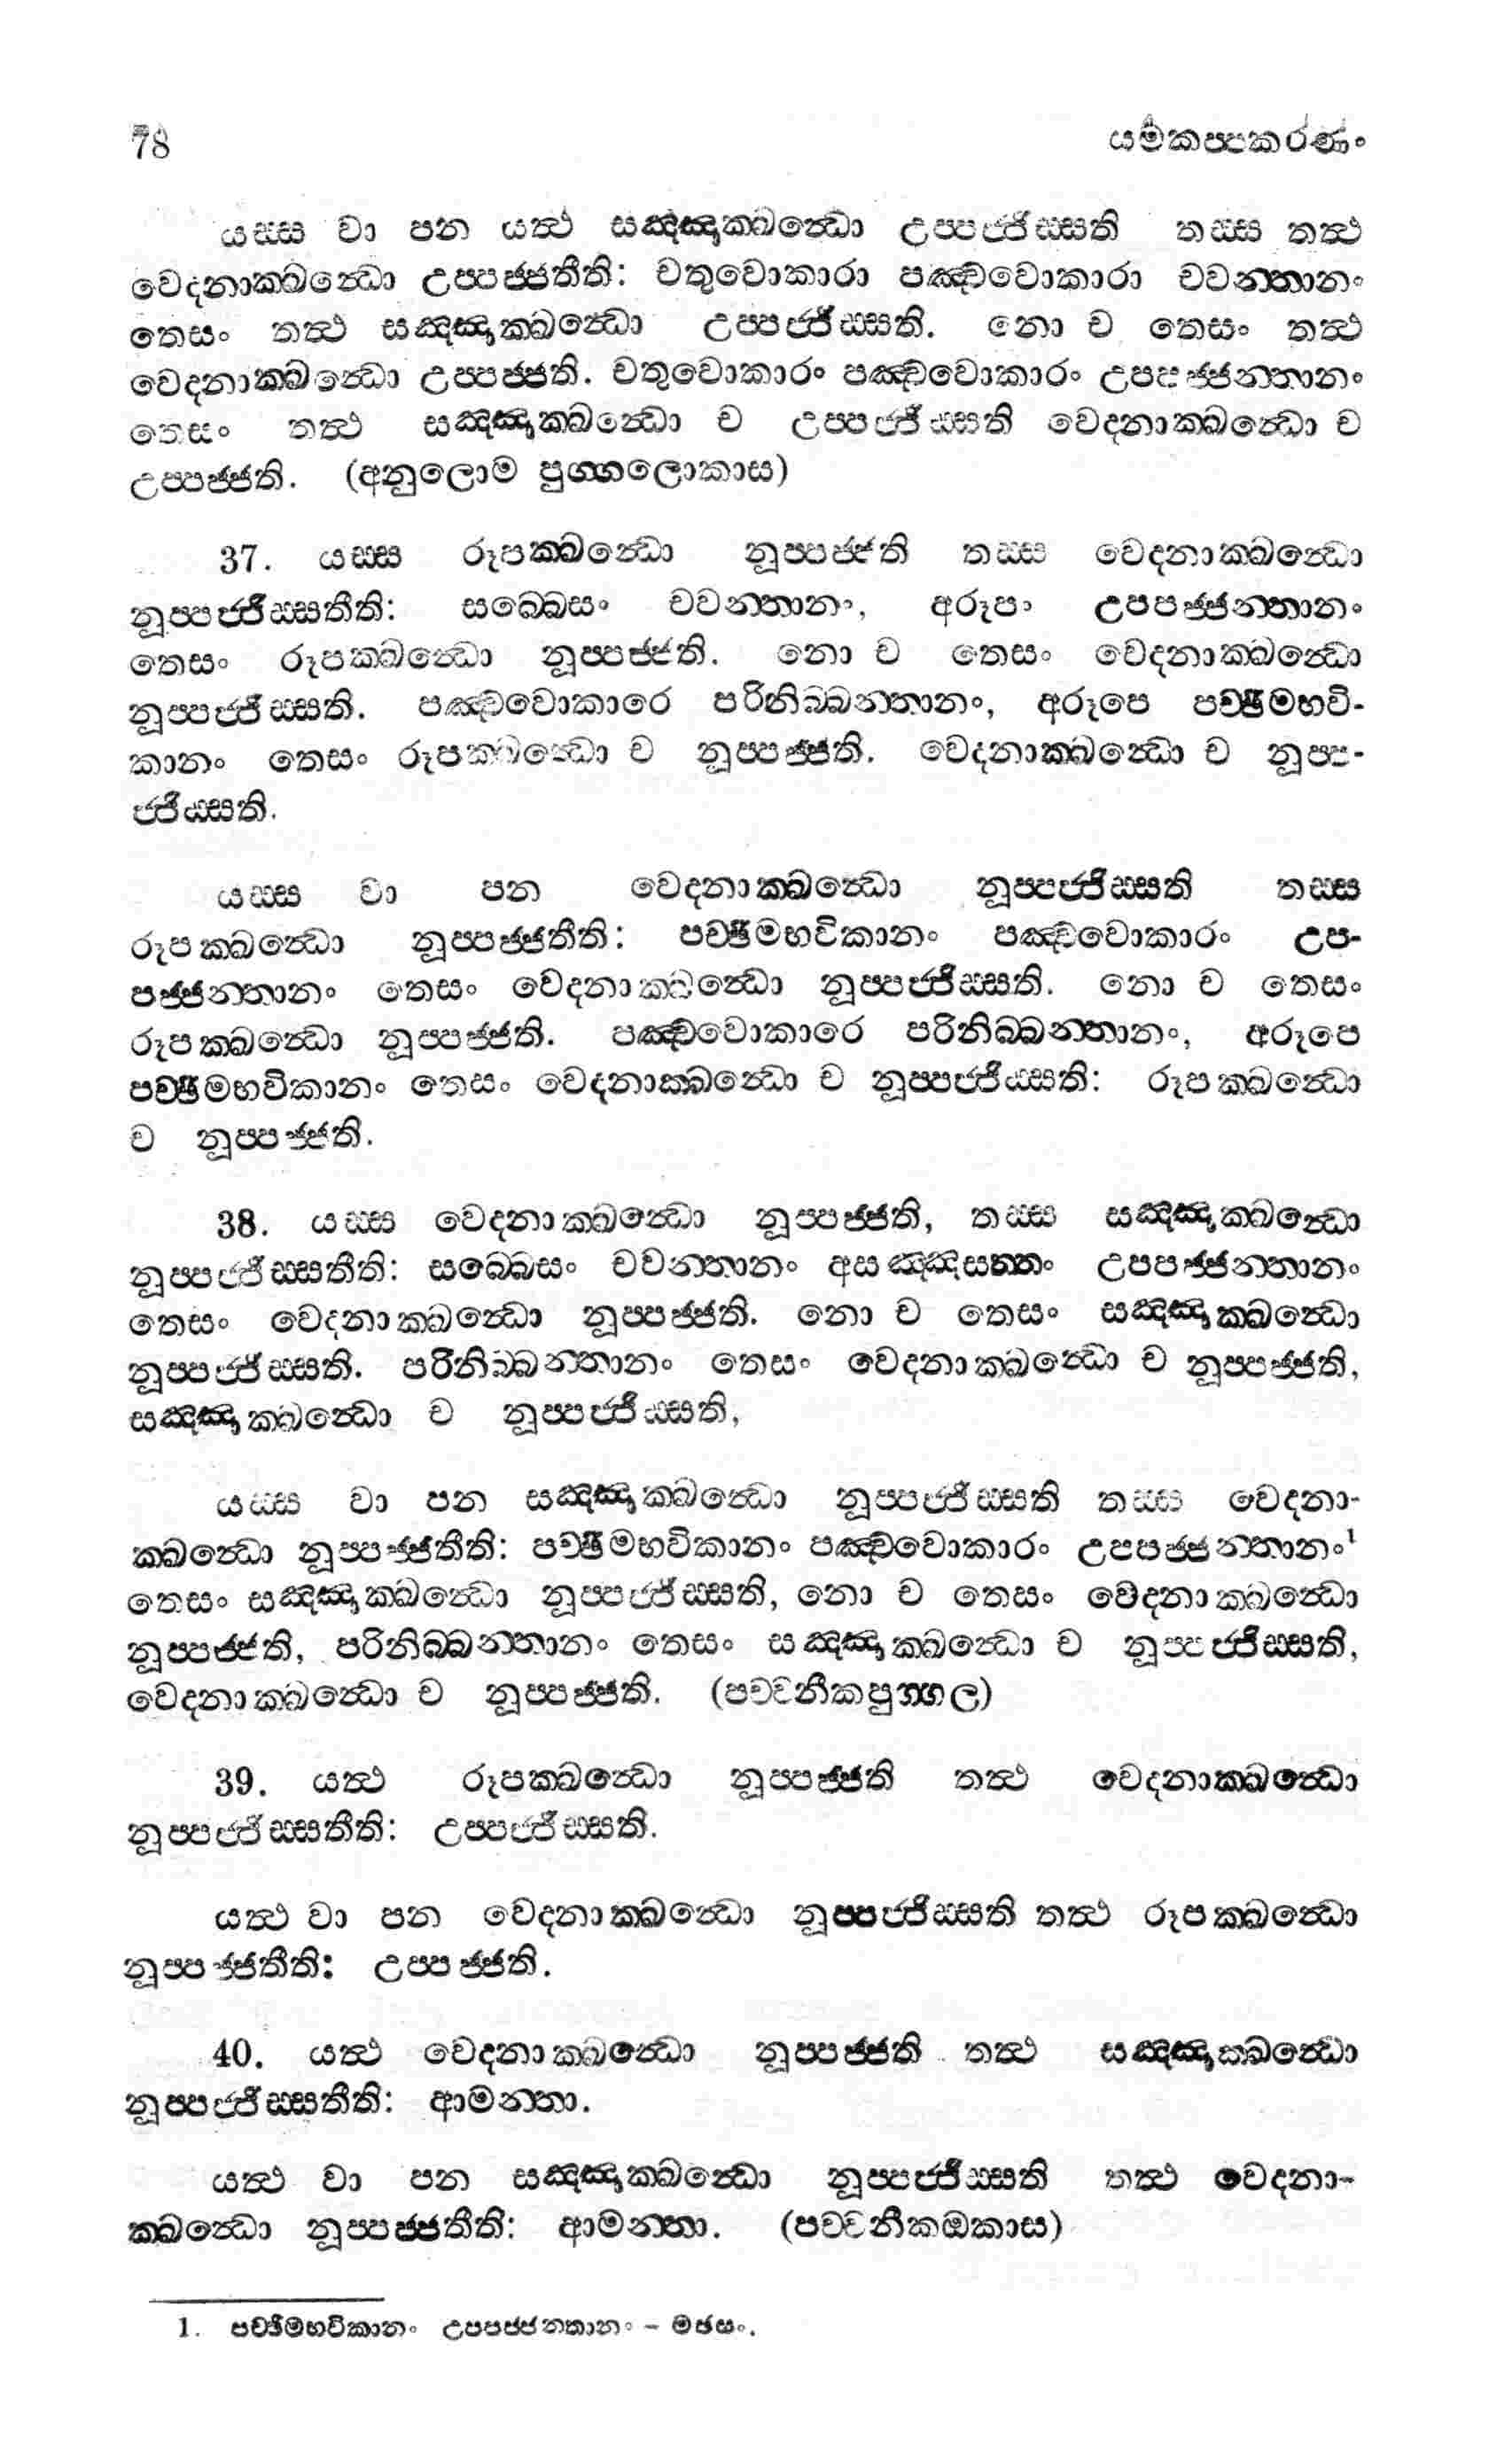 78 යමකප්පකරණං
යස්ස වා පන යත්ථ සඤ්ඤාක්ඛන්ධො උප්පජ්ජිස්සති තස්ස තත්ථ
වෙදනාක්ඛන්ධො උප්පජ්ජතීති: චතුවොකාරා පඤ්චවොකාරා චවන්තානං
තෙසං තත්ථ සඤ්ඤාක්ඛන්ධො උප්පජ්ජිස්සති. නො ච තෙසං තත්ථ
වෙදනාක්ඛන්ධො උප්පජ්ජති. චතුවොකාරං පඤ්චවොකාරං උපපජ්ජන්තානං
තෙසං තත්ථ සඤ්ඤාක්ඛන්ධො ච උප්පජ්ජිස්සති වෙදනාක්ඛන්ධො ච
උප්පජ්ජති. (අනුලොම පුග්ගලොකාස)
37. යස්ස රූපක්ඛන්ධො නූප්පජ්ජති තස්ස වෙදනාක්ඛන්ධො
නූප්පජ්ජිස්සතීති: සබ්බෙසං චවන්තානං, අරූපං උපපජ්ජන්තානං
තෙසං රූපක්ඛන්ධො නූප්පජ්ජති. නො ච තෙසං වෙදනාක්ඛන්ධො
නූප්පජ්ජිස්සති. පඤ්චවොකාරෙ පරිනිබ්බන්තානං, අරූපෙ පච්ඡිමභවි-
කානං තෙසං රූපක්ඛන්ධො ච නූප්පජ්ජති. වෙදනාක්ඛන්ධො ච නූප්ප-
ජ්ජිස්සති.
යස්ස වා පන වෙදනාක්ඛන්ධො නූප්පජ්ජිස්සති තස්ස
රූපක්ඛන්ධො නූප්පජ්ජතීති: පච්ඡිමභවිකානං පඤ්චවොකාරං උප-
පජ්ජන්තානං තෙසං වෙදනාක්ඛන්ධො නූප්පජ්ජිස්සති. නො ච තෙසං
රූපක්ඛන්ධො නූප්පජ්ජති. පඤ්චවොකාරෙ පරිනිබ්බන්තානං, අරූපෙ
පච්ඡිමභවිකානං තෙසං වෙදනාක්ඛන්ධො ච නූප්පජ්ජිස්සති: රූපක්ඛන්ධො
ච නූප්පජ්ජති.
38. යස්ස වෙදනාක්ඛන්ධො නූප්පජ්ජති, තස්ස සඤ්ඤාක්ඛන්ධො
නූප්පජ්ජිස්සතීති: සබ්බෙසං චවන්තානං අසඤ්ඤසත්තං උපපජ්ජන්තානං
තෙසං වෙදනාක්ඛන්ධො නූප්පජ්ජති. නො ච තෙසං සඤ්ඤාක්ඛන්ධො
නූප්පජ්ජිස්සති. පරිනිබ්බන්තානං තෙසං වෙදනාක්ඛන්ධො ච නූප්පජ්ජති,
සඤ්ඤාක්ඛන්ධො ච නූප්පජ්ජිස්සති,
යස්ස වා පන සඤ්ඤාක්ඛන්ධො නූප්පජ්ජිස්සති තස්ස වෙදනා-
ක්ඛන්ධො නූප්පජ්ජතීති: පච්ඡිමභවිකානං පඤ්චවොකාරං උපපජ්ජන්තානං¹
තෙසං සඤ්ඤාක්ඛන්ධො නූප්පජ්ජිස්සති, නො ච තෙසං වෙදනාක්ඛන්ධො
නූප්පජ්ජති, පරිනිබ්බන්තානං තෙසං සඤ්ඤාක්ඛන්ධො ච නූප්පජ්ජිස්සති,
වෙදනාක්ඛන්ධො ච නූප්පජ්ජති. (පච්චනීකපුග්ගල)
39. යත්ථ රූපක්ඛන්ධො නූප්පජ්ජති තත්ථ වෙදනාක්ඛන්ධො
නූප්පජ්ජිස්සතීති: උප්පජ්ජිස්සති.
යත්ථ වා පන වෙදනාක්ඛන්ධො නූප්පජ්ජිස්සති තත්ථ රූපක්ඛන්ධො
නූප්පජ්ජතීති: උප්පජ්ජති.
40. යත්ථ වෙදනාක්ඛන්ධො නූප්පජ්ජති තත්ථ සඤ්ඤාක්ඛන්ධො
නූප්පජ්ජිස්සතීති: ආමන්තා.
යත්ථ වා පන සඤ්ඤාක්ඛන්ධො නූප්පජ්ජිස්සති තත්ථ වෙදනා-
ක්ඛන්ධො නූප්පජ්ජතීති: ආමන්තා. (පච්චනීකඔකාස)
1. පච්ඡිමභවිකානං උපපජ්ජන්තානං - මඡසං.